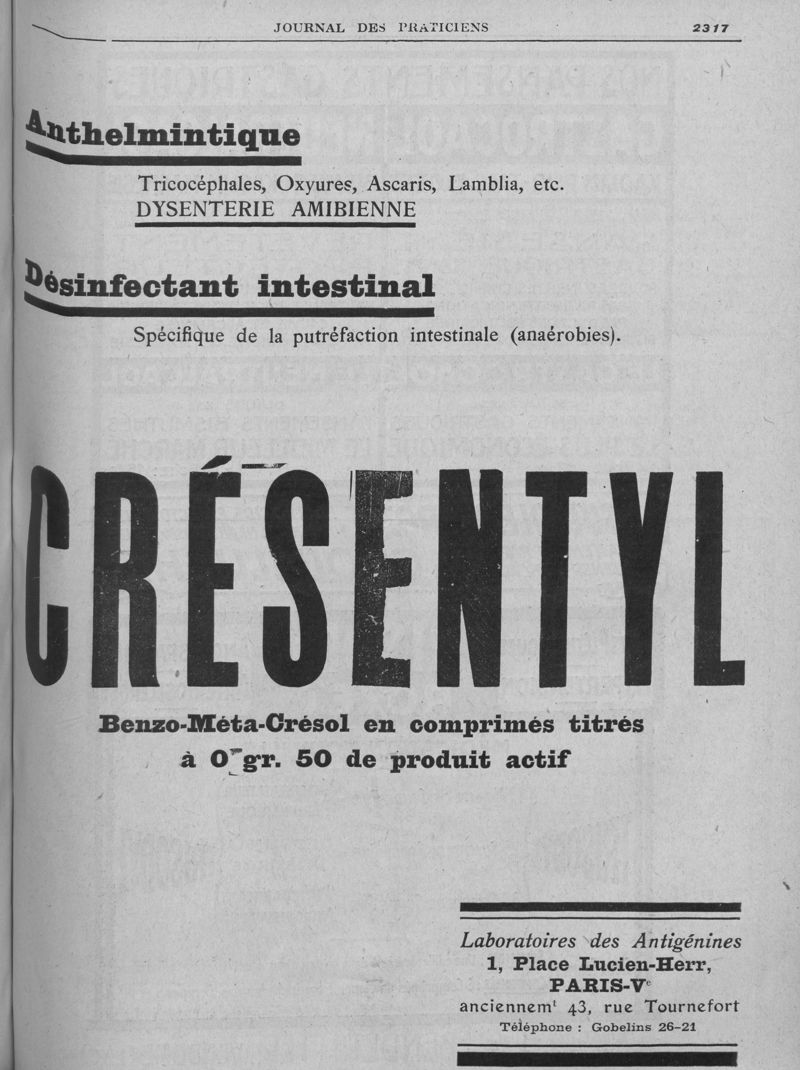 JOURNAL DES PRATICIENS 2317
Anthelmintique
Tricocéphales, Oxyures, Ascaris, Lamblia, etc.
DYSENTERIE AMIBIENNE
Désinfectant intestinal
Spécifique de la putréfaction intestinale (anaérobies).
CRÉSENTYL
Benzo-Méta-Crésol en comprimés titrés
à 0 gr. 50 de produit actif
Laboratoires des Antigénines
1, Place Lucien-Herr,
PARIS-Vᵉ
anciennemᵗ 43, rue Tournefort
Téléphone : Gobelins 26-21